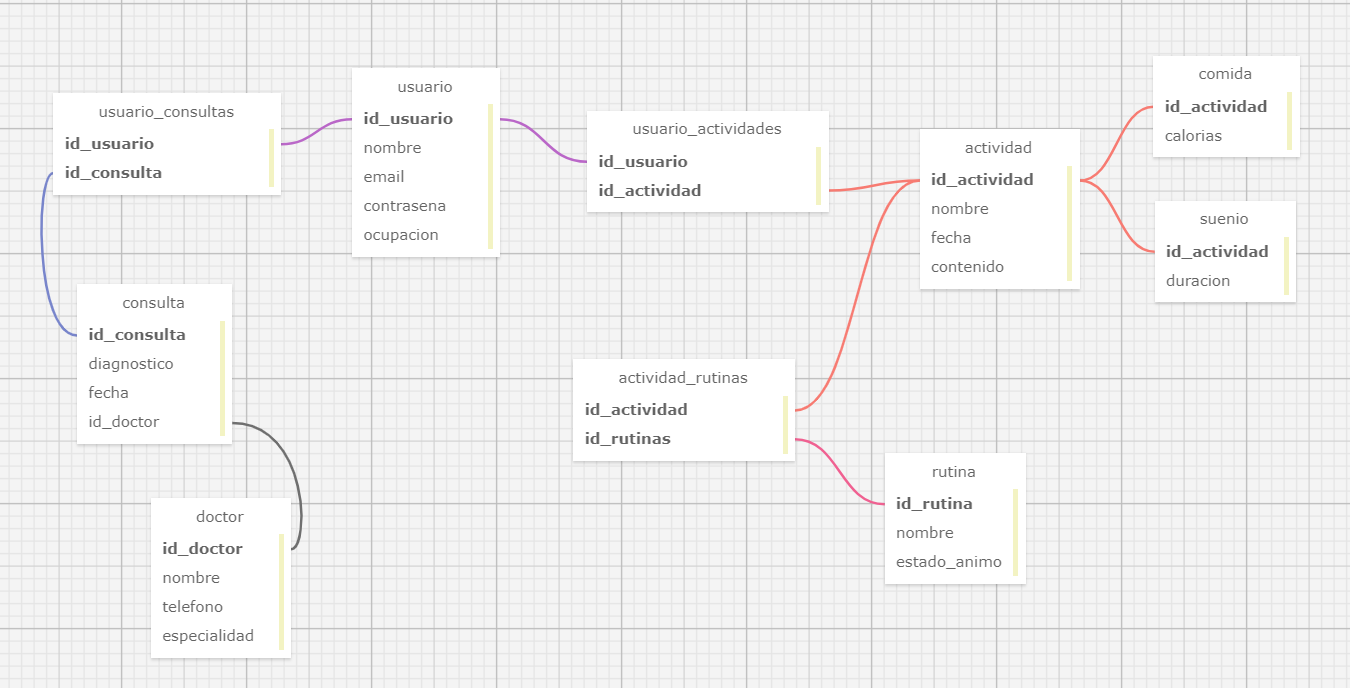 usuario_consultas
id_usuario
id_consulta
usuario
id_usuario
nombre
email
contrasena
ocupacion
usuario_actividades
id_usuario
id_actividad
actividad
id_actividad
nombre
fecha
contenido
comida
id_actividad
calorias
suenio
id_actividad
duracion
consulta
id_consulta
diagnostico
fecha
id_doctor
actividad_rutinas
id_actividad
id_rutinas
rutina
id_rutina
nombre
estado_animo
doctor
id_doctor
nombre
telefono
especialidad